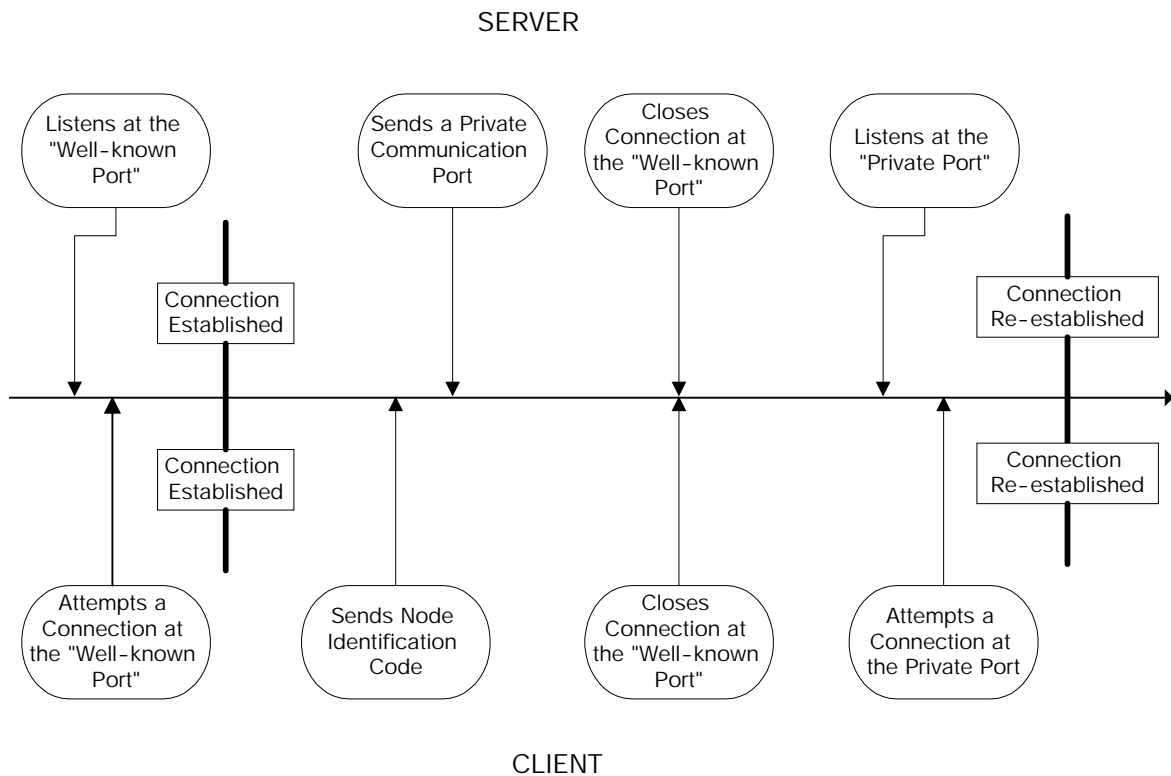 SERVER
Listens at the
"Well-known
Port"
Sends a Private
Communication
Port
Closes
Connection at
the "Well-known
Port"
Listens at the
"Private Port"
Connection
Established
Connection
Re-established
Connection
Established
Connection
Re-established
Attempts a
Connection at
the "Well-known
Port"
Sends Node
Identification
Code
Closes
Connection at
the "Well-known
Port"
Attempts a
Connection at
the Private Port
CLIENT